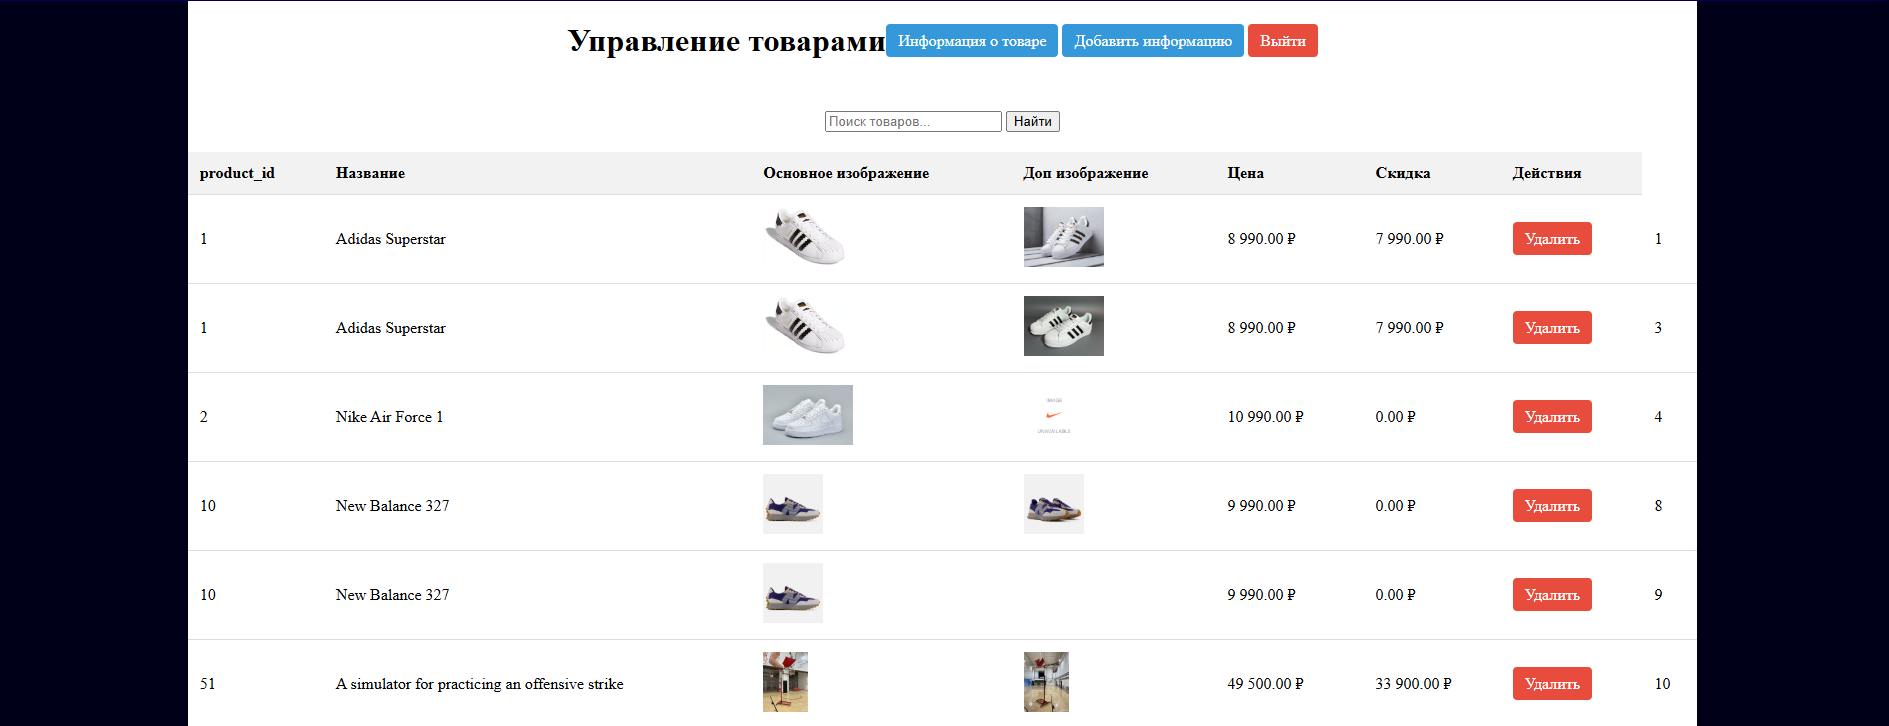 Управление товарами Информация о товаре Добавить информацию Выйти
Поиск товаров... Найти
product_id Название Основное изображение Доп изображение Цена Скидка Действия
1 Adidas Superstar 8 990.00 ₽ 7 990.00 ₽ Удалить 1
1 Adidas Superstar 8 990.00 ₽ 7 990.00 ₽ Удалить 3
IMAGE
2 Nike Air Force 1 10 990.00 ₽ 0.00 ₽ Удалить 4
UNAVAILABLE
10 New Balance 327 9 990.00 ₽ 0.00 ₽ Удалить 8
10 New Balance 327 9 990.00 ₽ 0.00 ₽ Удалить 9
51 A simulator for practicing an offensive strike 49 500.00 ₽ 33 900.00 ₽ Удалить 10